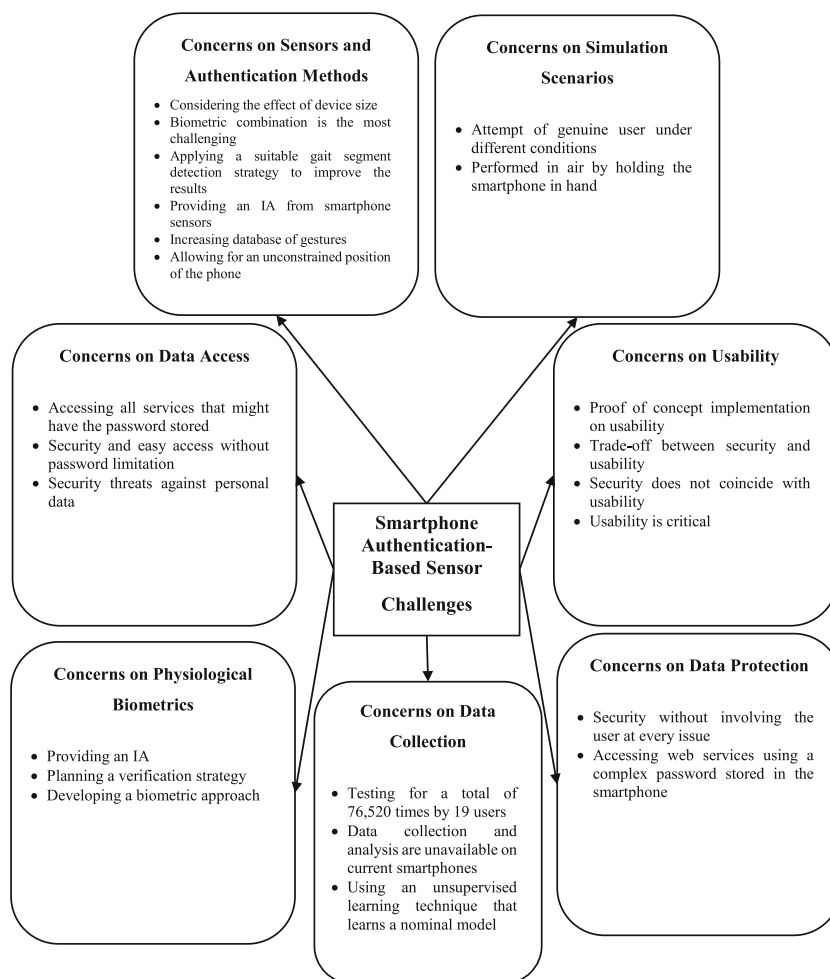 Concerns on Sensors and
Authentication Methods
• Considering the effect of device size
• Biometric combination is the most
challenging
• Applying a suitable gait segment
detection strategy to improve the
results
• Providing an IA from smartphone
sensors
• Increasing database of gestures
• Allowing for an unconstrained position
of the phone
Concerns on Simulation
Scenarios
• Attempt of genuine user under
different conditions
• Performed in air by holding the
smartphone in hand
Concerns on Data Access
• Accessing all services that might
have the password stored
• Security and easy access without
password limitation
• Security threats against personal
data
Concerns on Usability
• Proof of concept implementation
on usability
• Trade-off between security and
usability
• Security does not coincide with
usability
• Usability is critical
Smartphone
Authentication-
Based Sensor
Challenges
Concerns on Physiological
Biometrics
• Providing an IA
• Planning a verification strategy
• Developing a biometric approach
Concerns on Data
Collection
• Testing for a total of
76,520 times by 19 users
• Data collection and
analysis are unavailable on
current smartphones
• Using an unsupervised
learning technique that
learns a nominal model
Concerns on Data Protection
• Security without involving the
user at every issue
• Accessing web services using a
complex password stored in the
smartphone